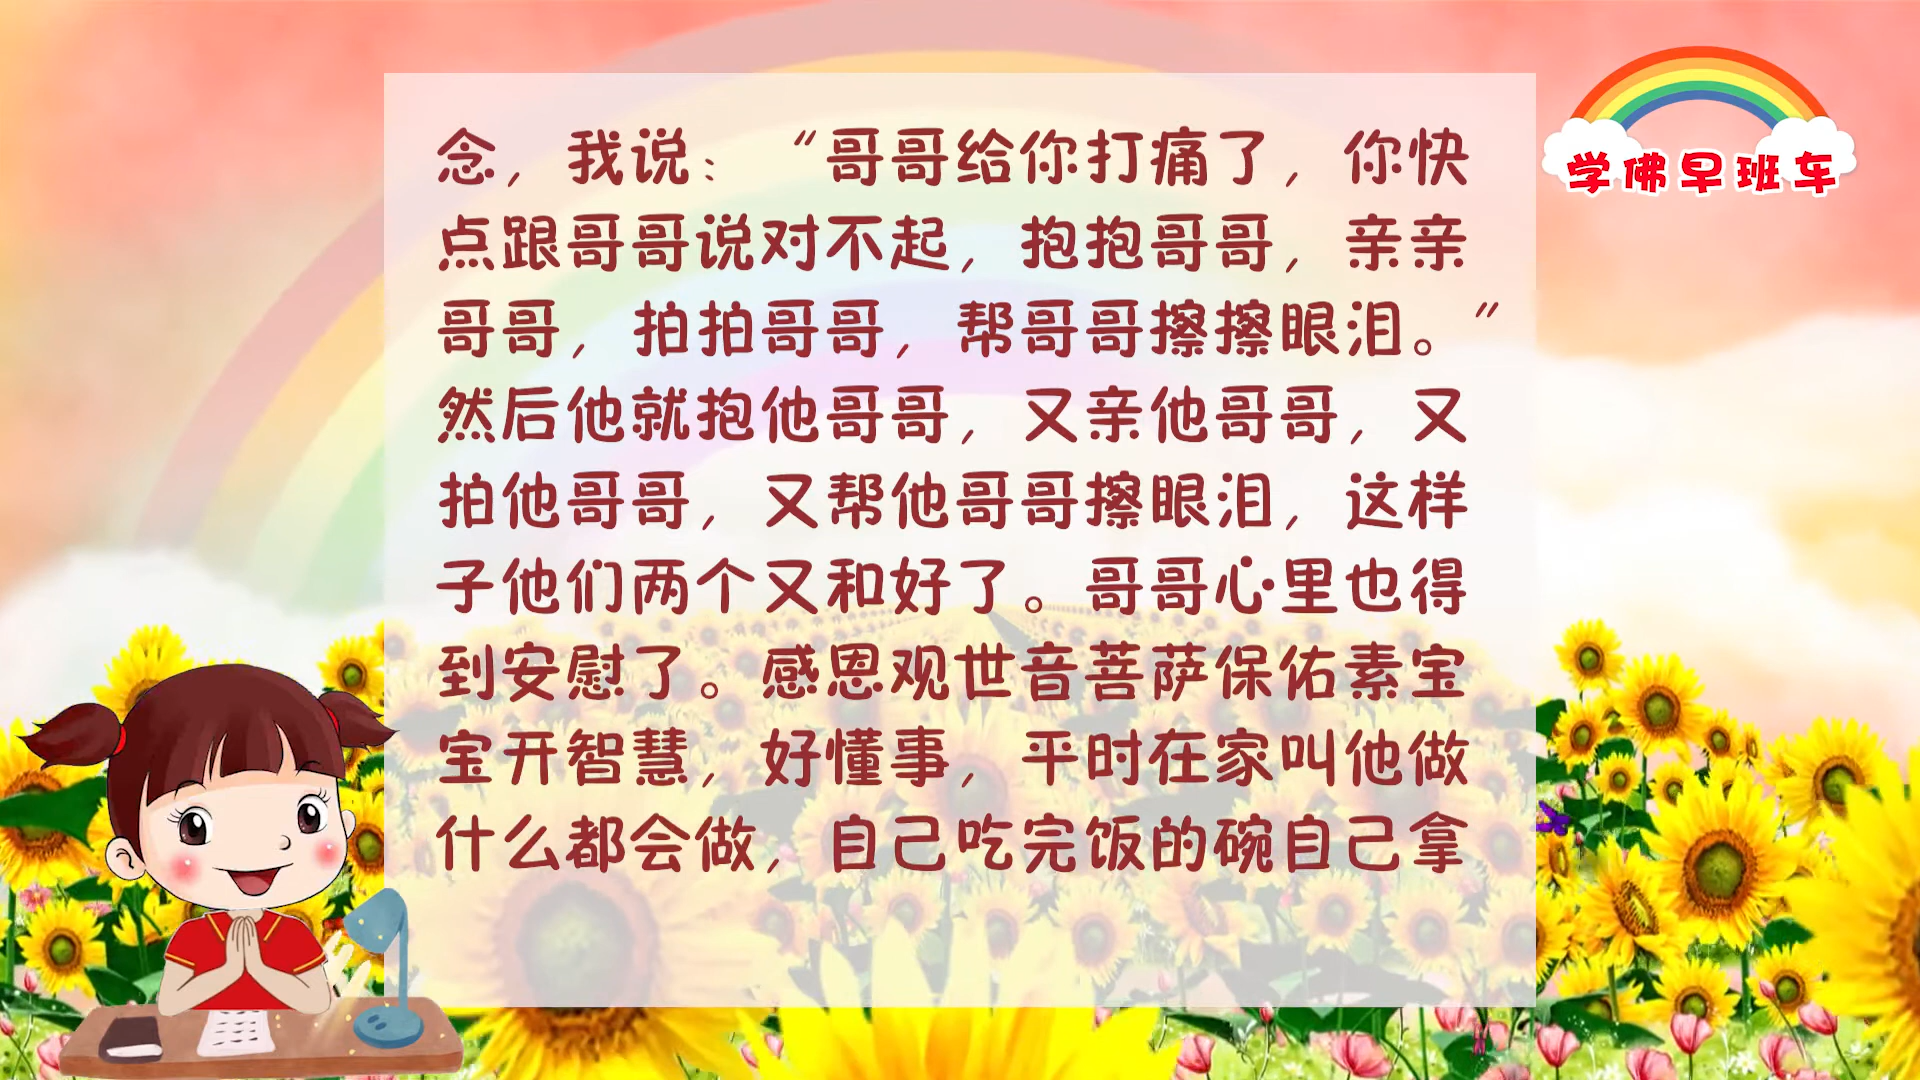 念，我说：“哥哥给你打痛了，你快
点跟哥哥说对不起，抱抱哥哥，亲亲
哥哥，拍拍哥哥，帮哥哥擦擦眼泪。”
然后他就抱他哥哥，又亲他哥哥，又
拍他哥哥，又帮他哥哥擦眼泪，这样
子他们两个又和好了。哥哥心里也得
到安慰了。感恩观世音菩萨保佑素宝
宝开智慧，好懂事，平时在家叫他做
什么都会做，自己吃完饭的碗自己拿
学佛早班车